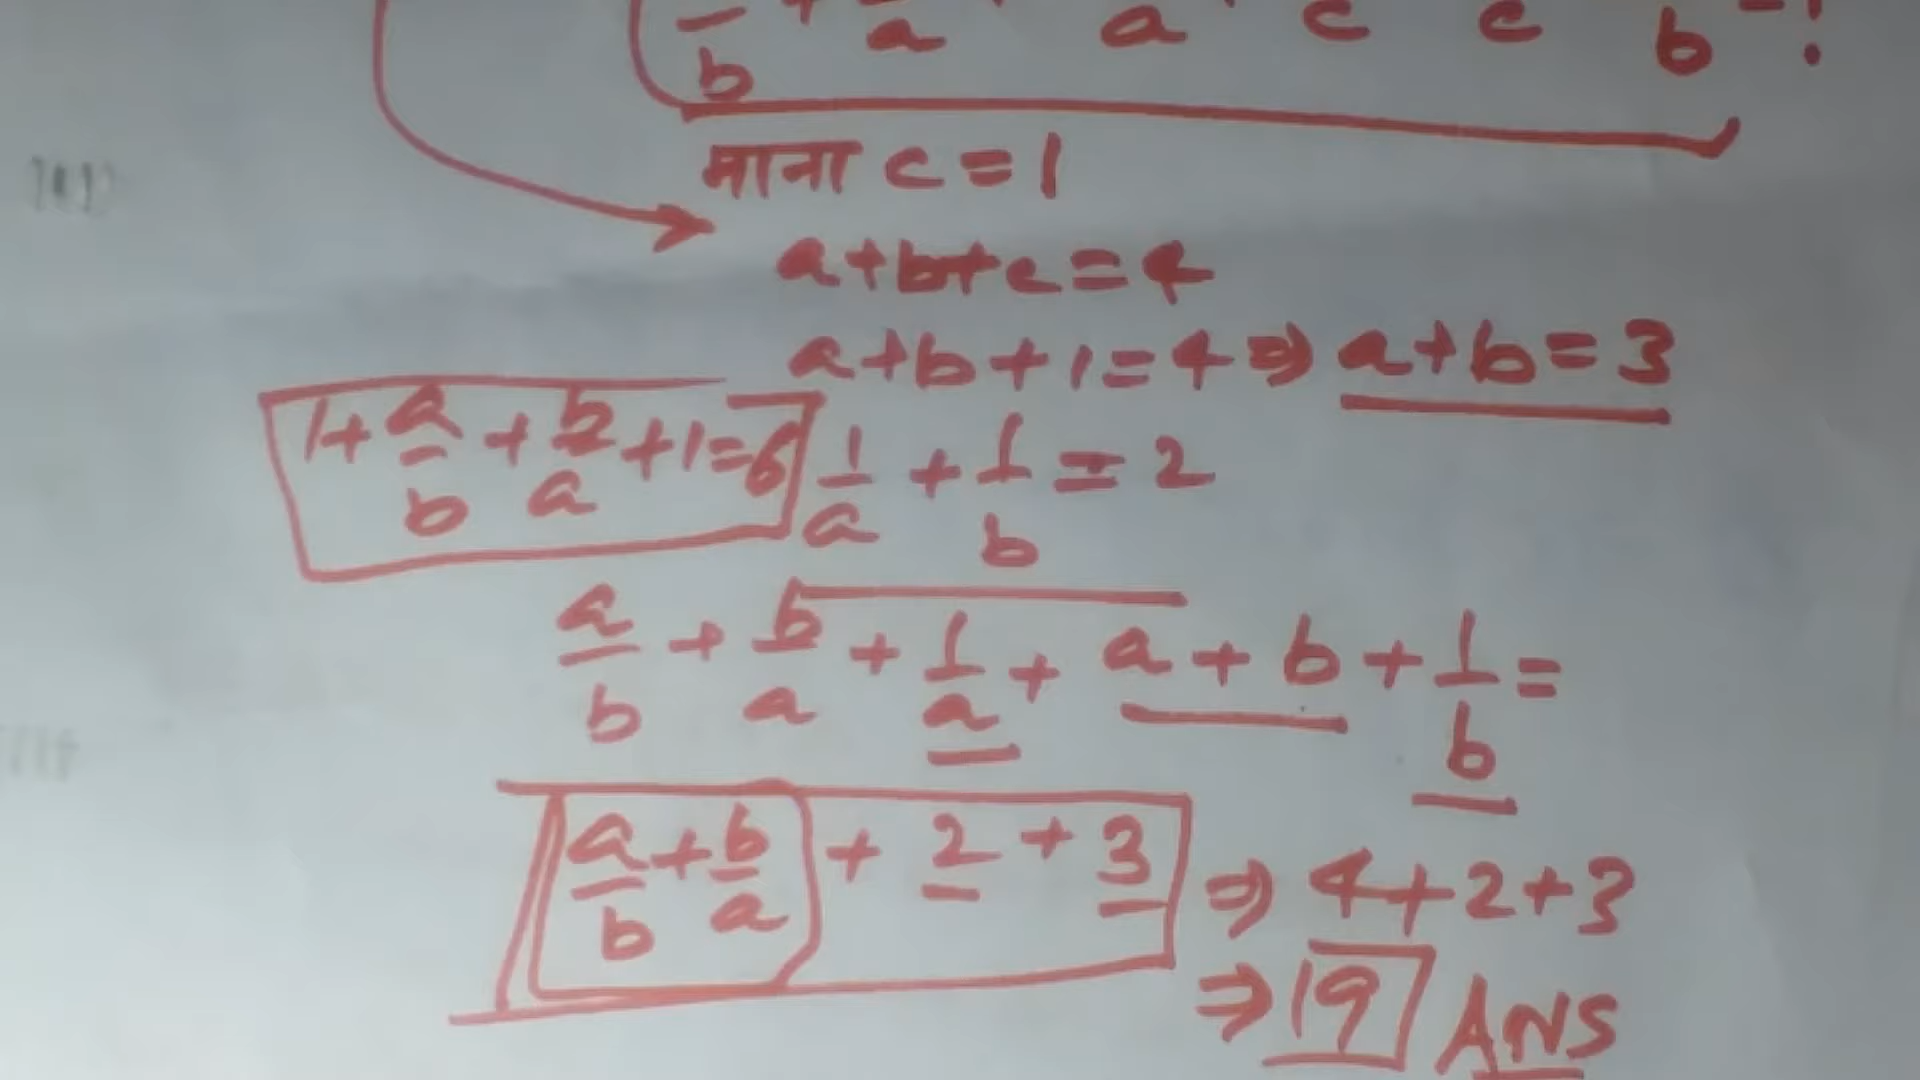 /b + /a + a + c c b = ?
माना c = 1
a+b+c=4
a+b+1=4 ⇒ a+b=3
1+a/b+b/a+1=6
1/a + 1/b = 2
a/b + b/a + 1/a + a + b + 1/b =
a/b + b/a + 2 + 3 ⇒ 4+2+3
⇒ 19 ANS